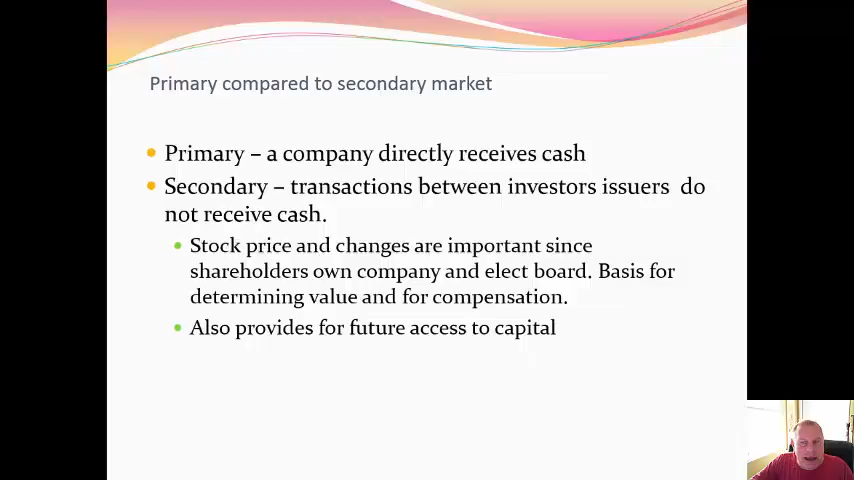 Primary compared to secondary market
Primary – a company directly receives cash
Secondary – transactions between investors issuers  do
not receive cash.
Stock price and changes are important since
shareholders own company and elect board. Basis for
determining value and for compensation.
Also provides for future access to capital